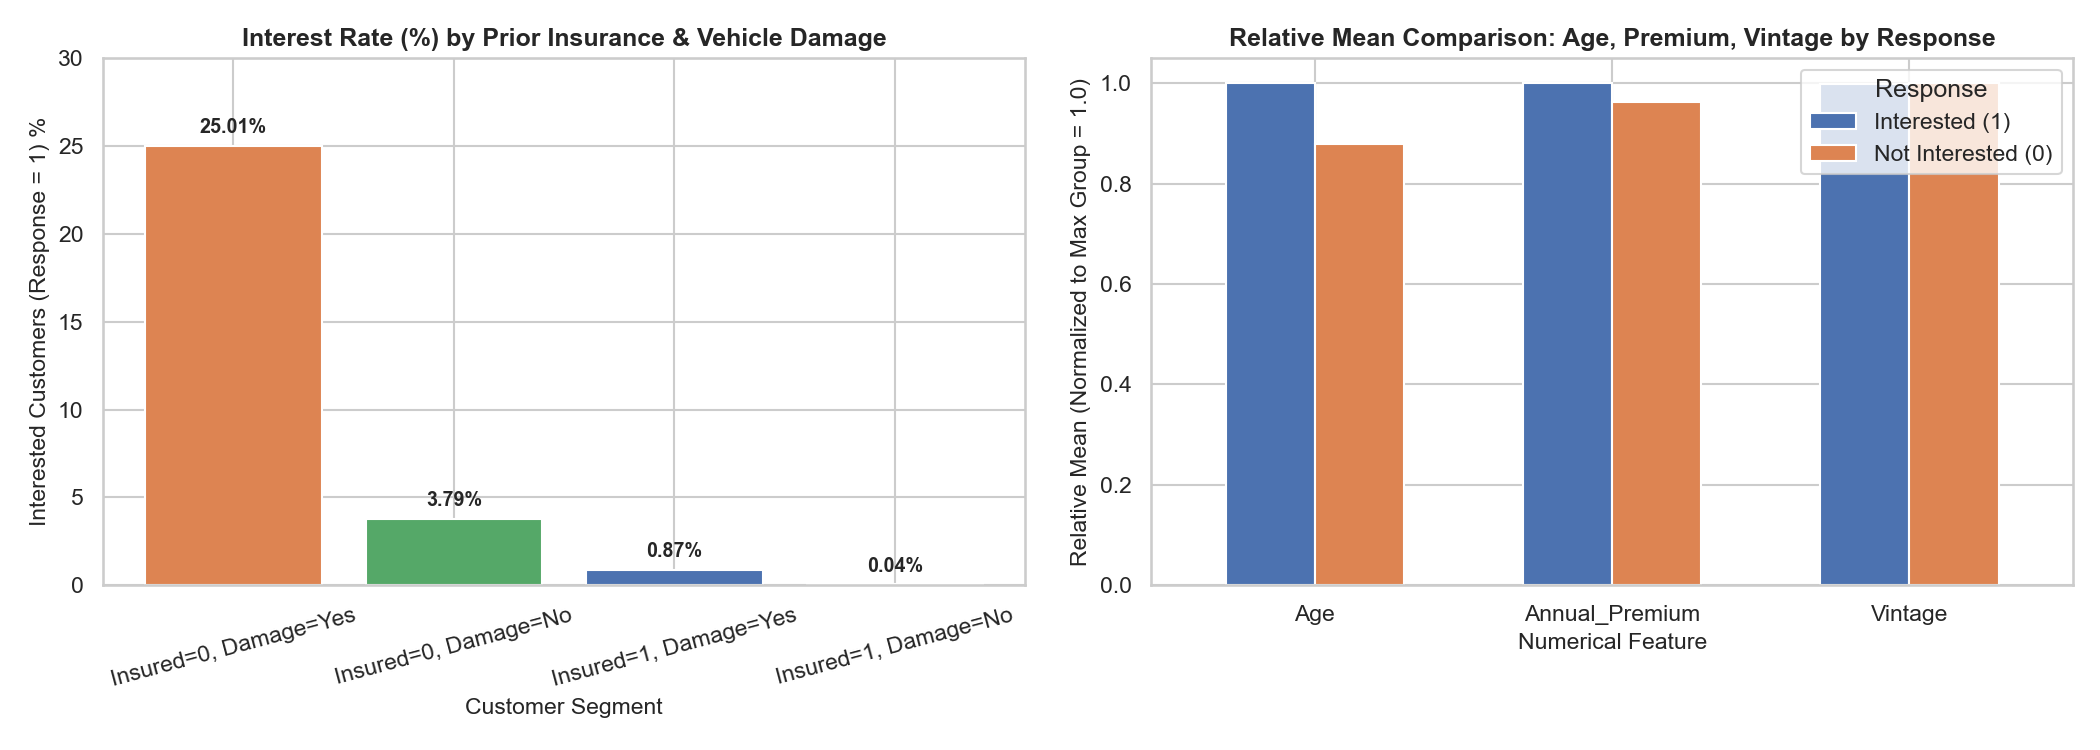 Interest Rate (%) by Prior Insurance & Vehicle Damage
Interested Customers (Response = 1) %
30
25
20
15
10
5
0
25.01%
3.79%
0.87%
0.04%
Insured=0, Damage=Yes
Insured=0, Damage=No
Insured=1, Damage=Yes
Insured=1, Damage=No
Customer Segment
Relative Mean Comparison: Age, Premium, Vintage by Response
Relative Mean (Normalized to Max Group = 1.0)
1.0
0.8
0.6
0.4
0.2
0.0
Response
Interested (1)
Not Interested (0)
Age
Annual_Premium
Vintage
Numerical Feature